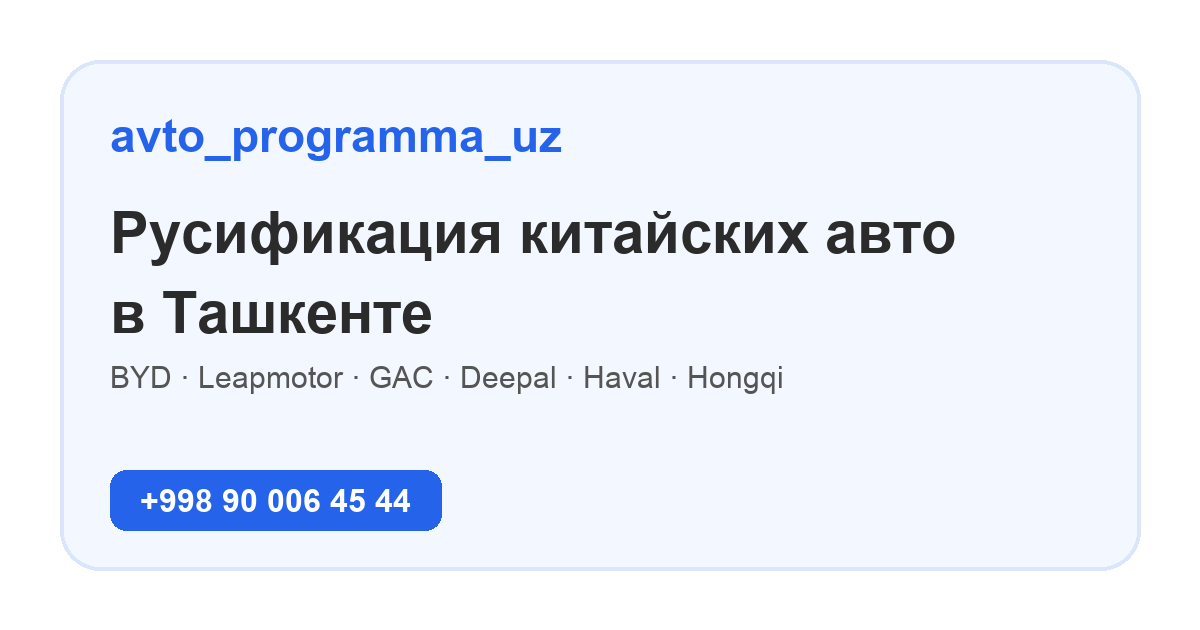 avto_programma_uz
Русификация китайских авто
в Ташкенте
BYD · Leapmotor · GAC · Deepal · Haval · Hongqi
+998 90 006 45 44